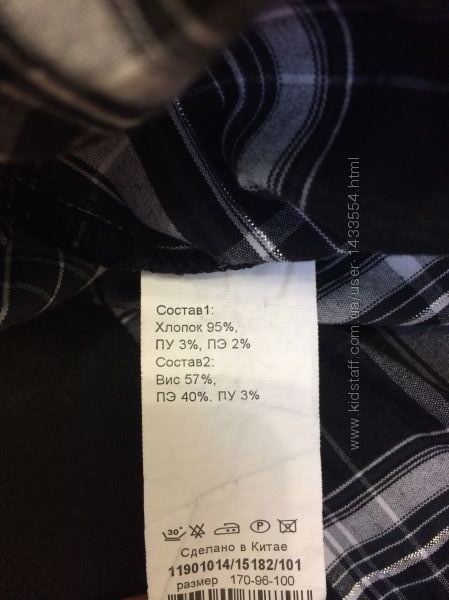 Состав1:
Хлопок 95%,
ПУ 3%, ПЭ 2%
Состав2:
Вис 57%,
ПЭ 40%, ПУ 3%
30°
P
Сделано в Китае
11901014/15182/101
размер 170-96-100
www.kidstaff.com.ua/user-1433554.html